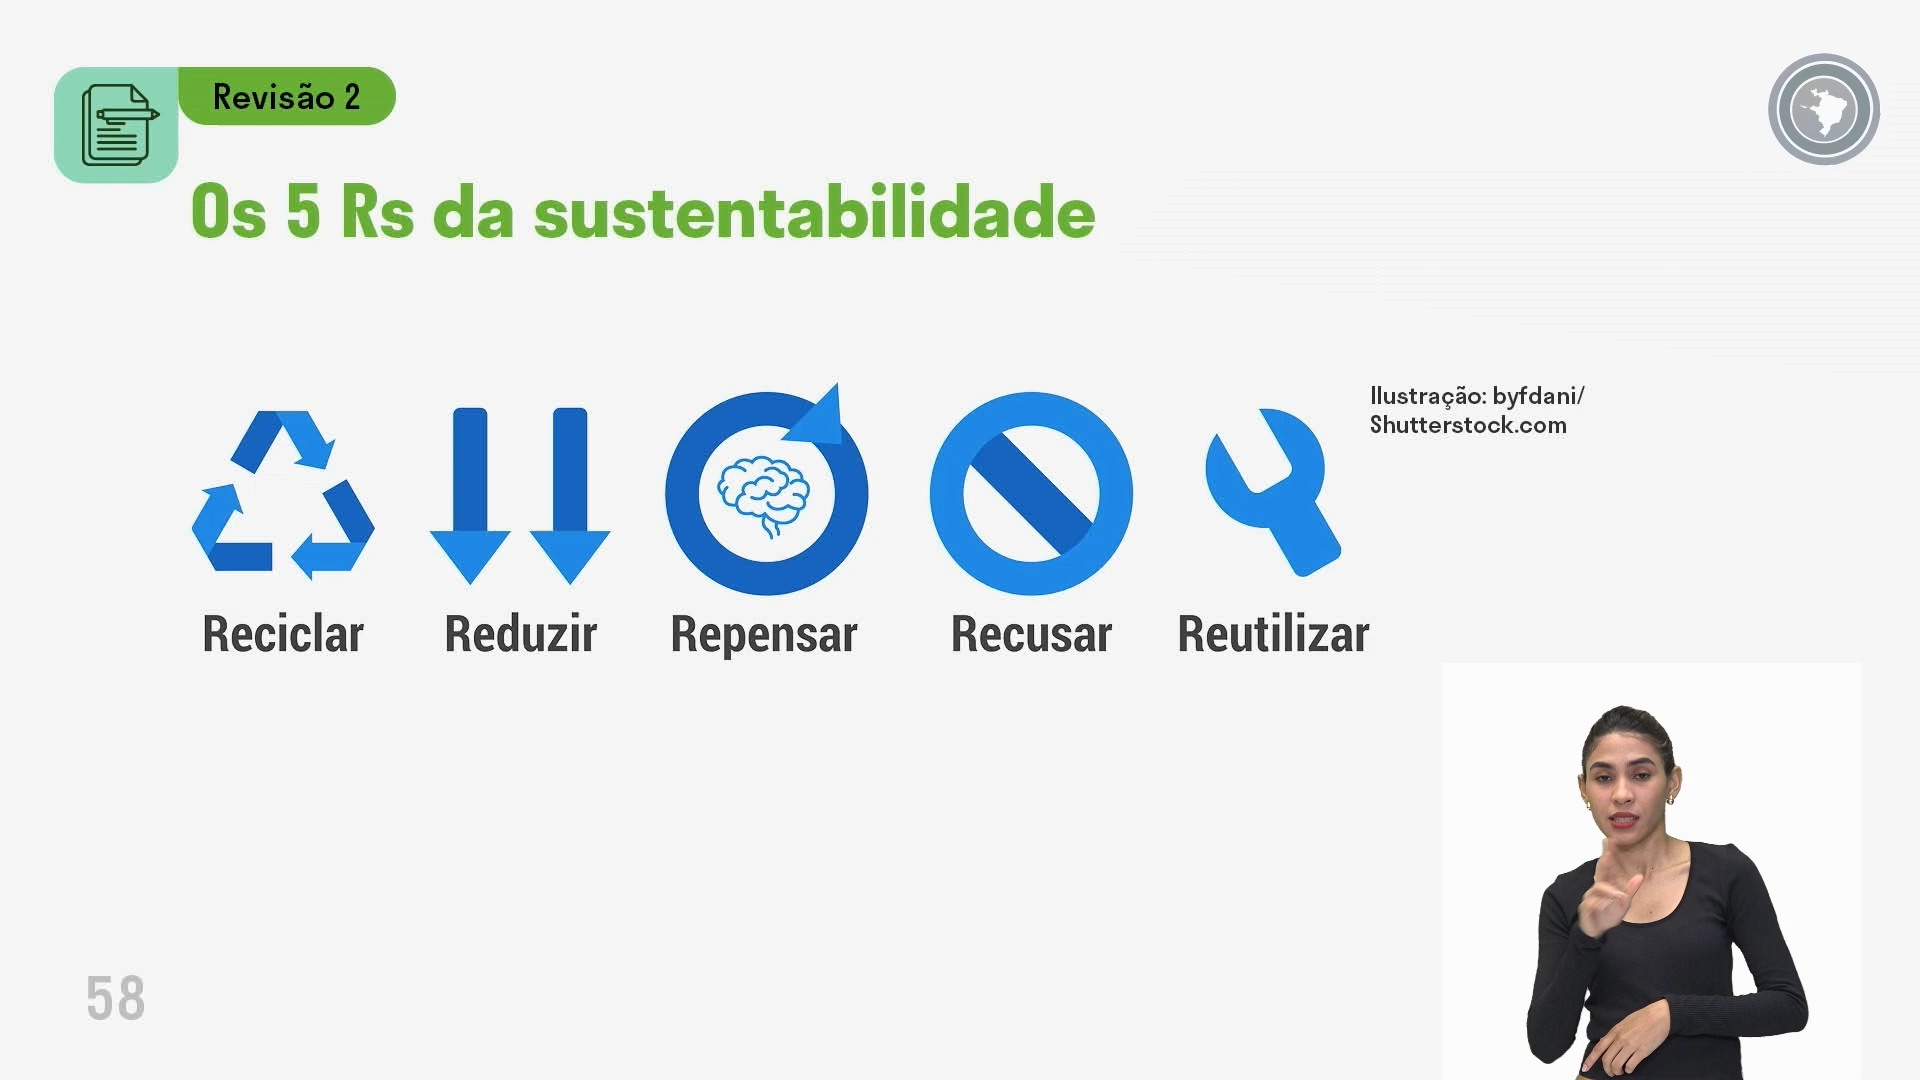 Revisão 2
Os 5 Rs da sustentabilidade
Ilustração: byfdani/
Shutterstock.com
Reciclar
Reduzir
Repensar
Recusar
Reutilizar
58